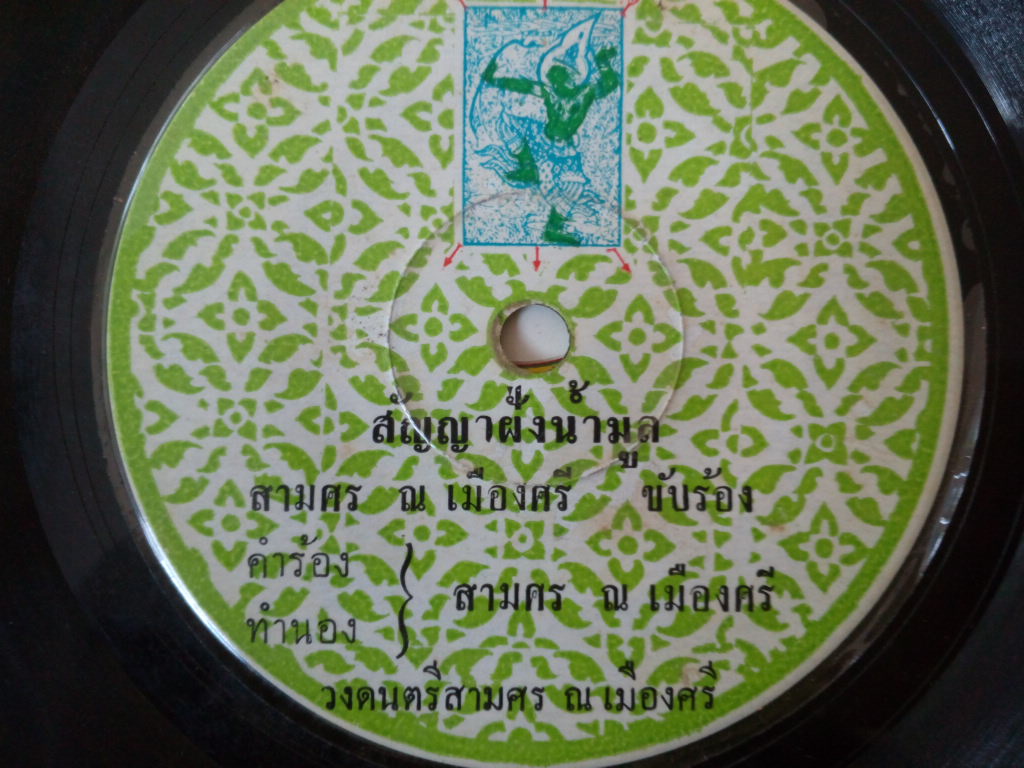 สัญญาฝั่งน้ำมูล
สามศร ณ เมืองศรี ขับร้อง
คำร้อง
ทำนอง } สามศร ณ เมืองศรี
วงดนตรีสามศร ณ เมืองศรี